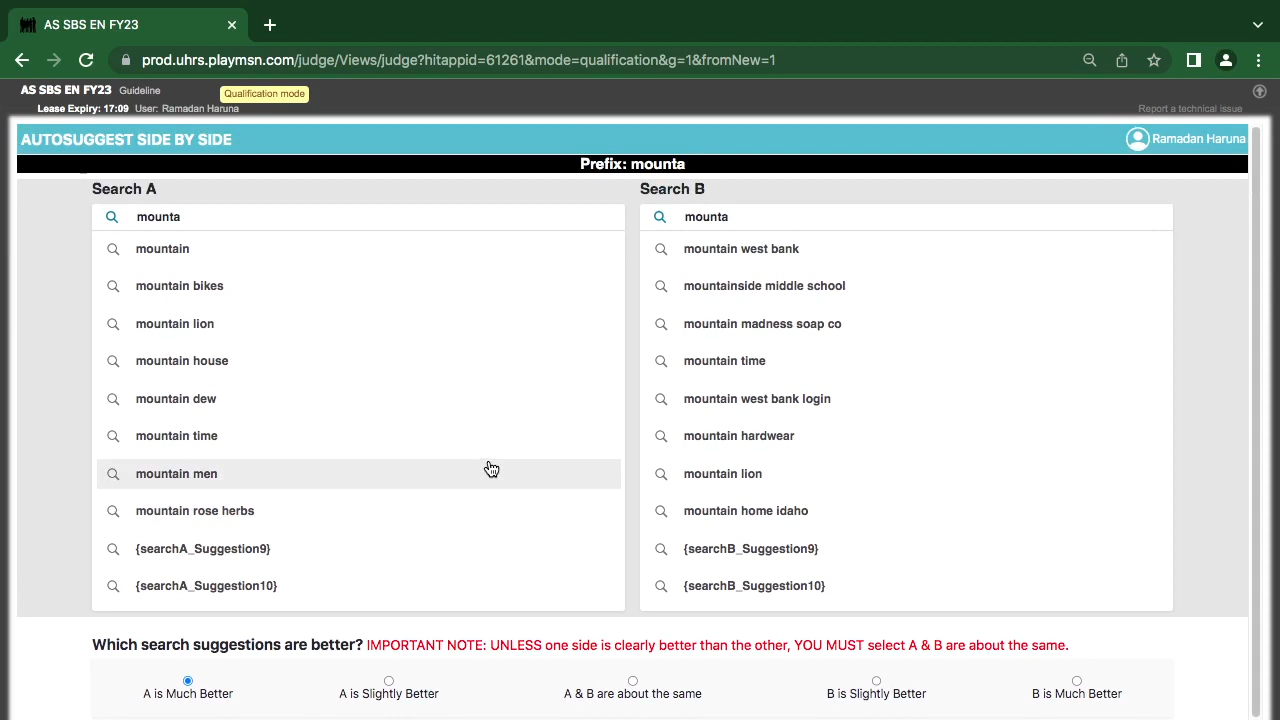 AS SBS EN FY23
prod.uhrs.playmsn.com/judge/Views/judge?hitappid=61261&mode=qualification&g=1&fromNew=1
AS SBS EN FY23 Guideline Qualification mode
Lease Expiry: 17:09 User: Ramadan Haruna Report a technical issue
AUTOSUGGEST SIDE BY SIDE Ramadan Haruna
Prefix: mounta
Search A
mounta
mountain
mountain bikes
mountain lion
mountain house
mountain dew
mountain time
mountain men
mountain rose herbs
{searchA_Suggestion9}
{searchA_Suggestion10}
Search B
mounta
mountain west bank
mountainside middle school
mountain madness soap co
mountain time
mountain west bank login
mountain hardwear
mountain lion
mountain home idaho
{searchB_Suggestion9}
{searchB_Suggestion10}
Which search suggestions are better? IMPORTANT NOTE: UNLESS one side is clearly better than the other, YOU MUST select A & B are about the same.
A is Much Better A is Slightly Better A & B are about the same B is Slightly Better B is Much Better